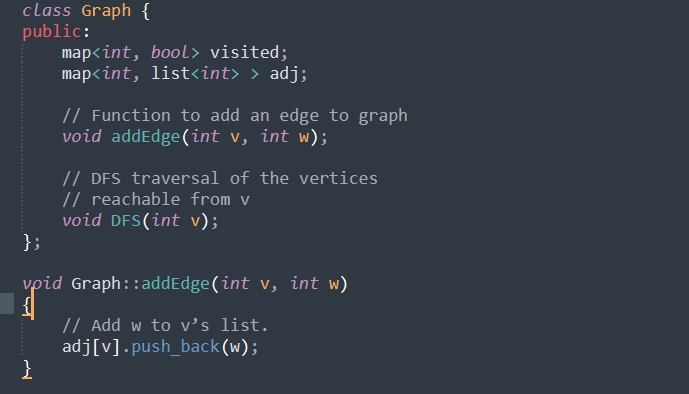 class Graph {
public:
    map<int, bool> visited;
    map<int, list<int> > adj;

    // Function to add an edge to graph
    void addEdge(int v, int w);

    // DFS traversal of the vertices
    // reachable from v
    void DFS(int v);
};

void Graph::addEdge(int v, int w)
{
    // Add w to v’s list.
    adj[v].push_back(w);
}